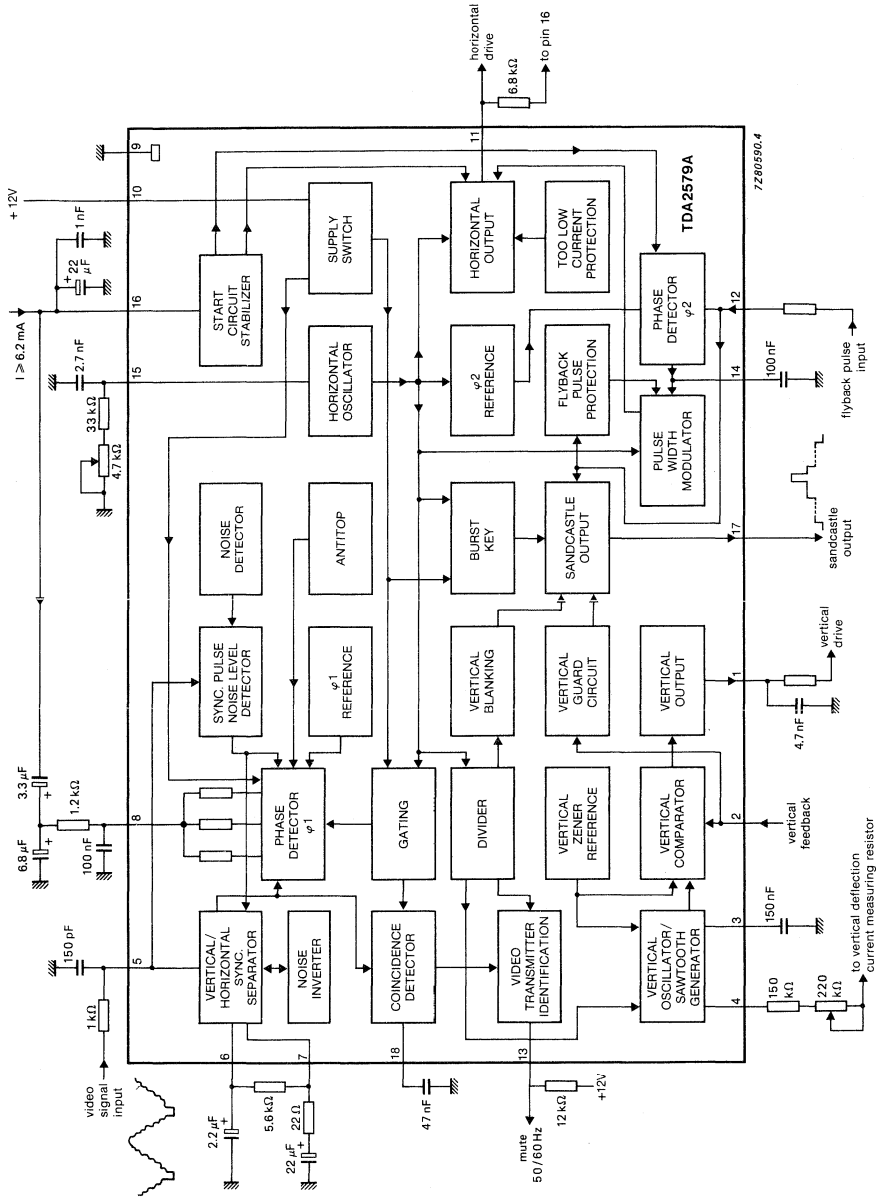 video
signal
input
1 kΩ
150 pF
5
6.8 µF
+
3.3 µF
+
1.2 kΩ
100 nF
8
4.7 kΩ
33 kΩ
2.7 nF
15
I ≥ 6.2 mA
16
+
22
µF
1 nF
+ 12V
10
9
2.2 µF
+
6
5.6 kΩ
7
22 Ω
22 µF
+
VERTICAL/
HORIZONTAL
SYNC.
SEPARATOR
SYNC. PULSE
NOISE LEVEL
DETECTOR
NOISE
DETECTOR
START
CIRCUIT
STABILIZER
NOISE
INVERTER
PHASE
DETECTOR
φ1
φ1
REFERENCE
ANTITOP
HORIZONTAL
OSCILLATOR
SUPPLY
SWITCH
18
47 nF
COINCIDENCE
DETECTOR
GATING
11
horizontal
drive
6.8 kΩ
to pin 16
VIDEO
TRANSMITTER
IDENTIFICATION
DIVIDER
VERTICAL
BLANKING
BURST
KEY
φ2
REFERENCE
HORIZONTAL
OUTPUT
13
mute
50/60 Hz
12 kΩ
+12V
VERTICAL
ZENER
REFERENCE
VERTICAL
GUARD
CIRCUIT
SANDCASTLE
OUTPUT
FLYBACK
PULSE
PROTECTION
TOO LOW
CURRENT
PROTECTION
VERTICAL
OSCILLATOR/
SAWTOOTH
GENERATOR
VERTICAL
COMPARATOR
VERTICAL
OUTPUT
PULSE
WIDTH
MODULATOR
PHASE
DETECTOR
φ2
TDA2579A
4
150
kΩ
220
kΩ
to vertical deflection
current measuring resistor
3
150 nF
2
vertical
feedback
1
4.7 nF
vertical
drive
17
sandcastle
output
14
100 nF
12
flyback pulse
input
7Z80590.4